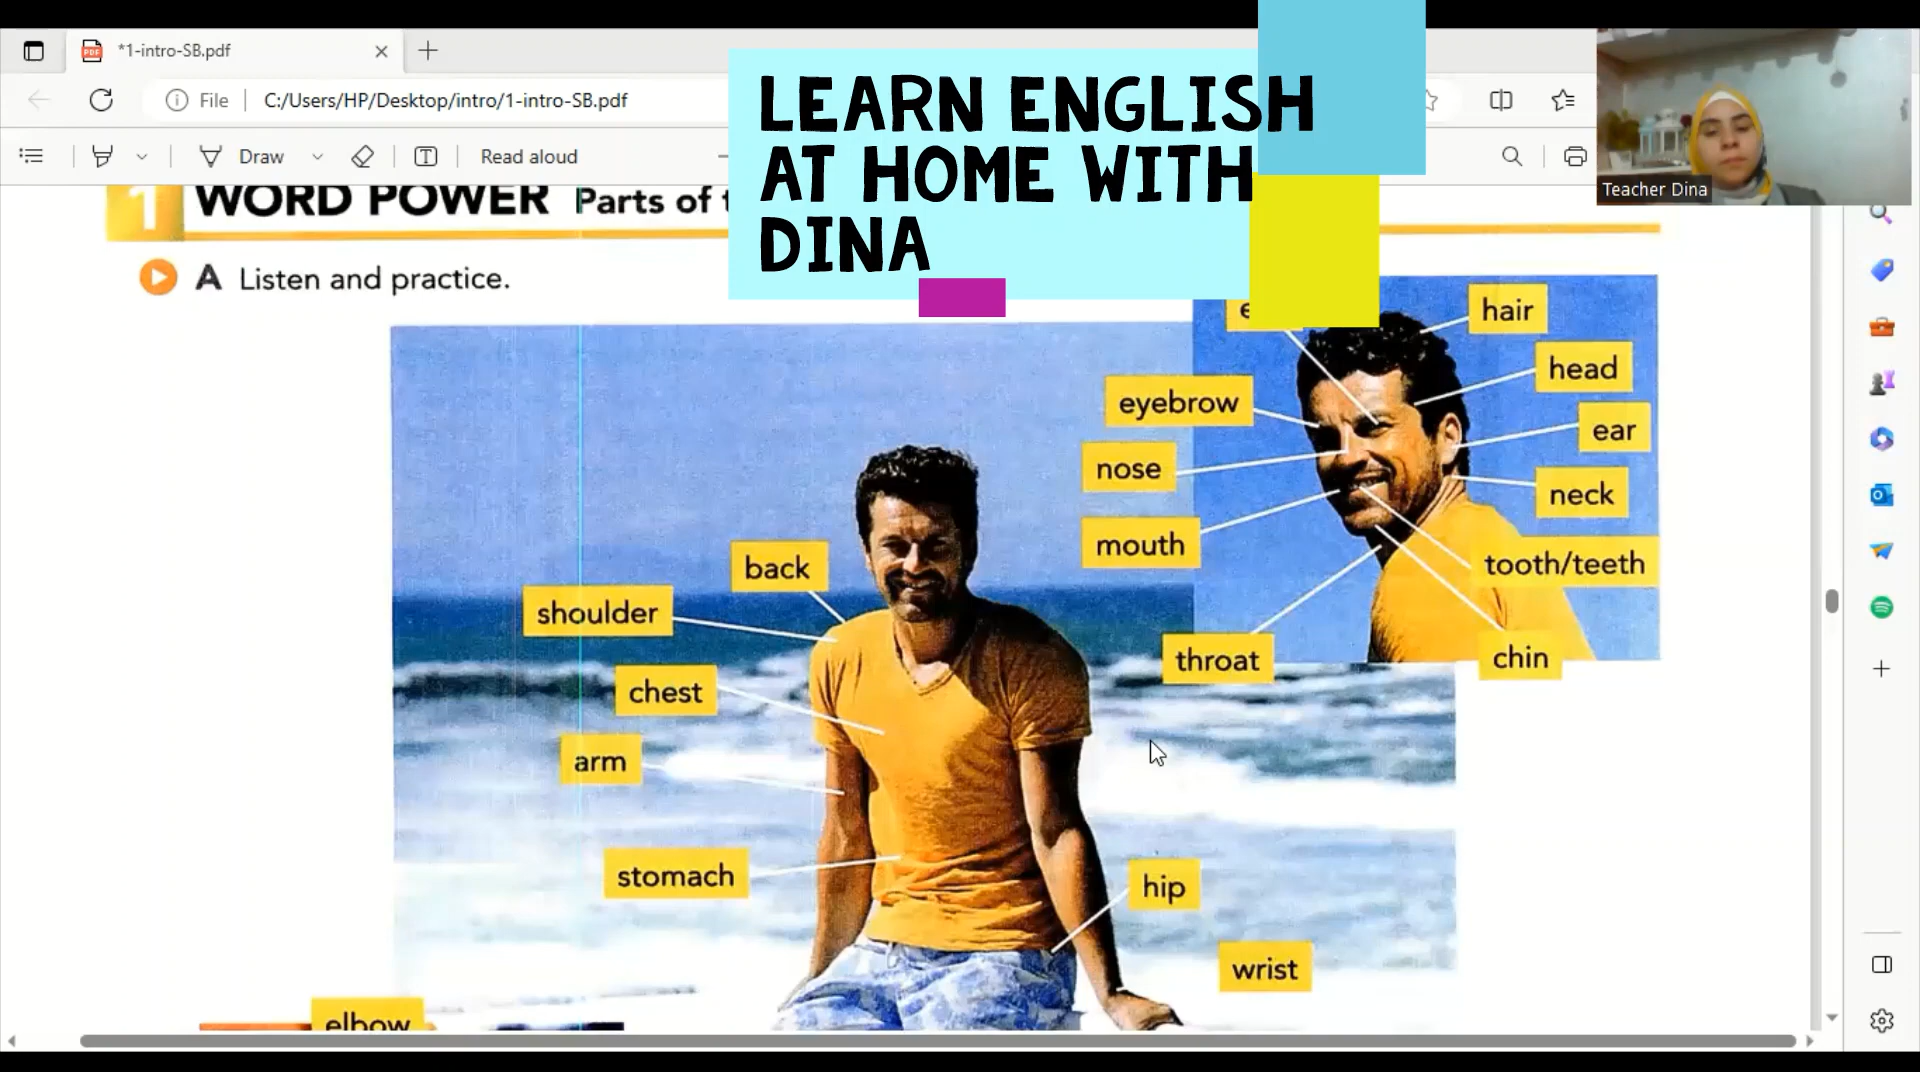 *1-intro-SB.pdf
File
C:/Users/HP/Desktop/intro/1-intro-SB.pdf
Draw
Read aloud
LEARN ENGLISH
AT HOME WITH
DINA
Teacher Dina
1 WORD POWER Parts of
A Listen and practice.
hair
head
eyebrow
ear
nose
neck
mouth
tooth/teeth
back
shoulder
throat
chin
chest
arm
stomach
hip
wrist
elbow